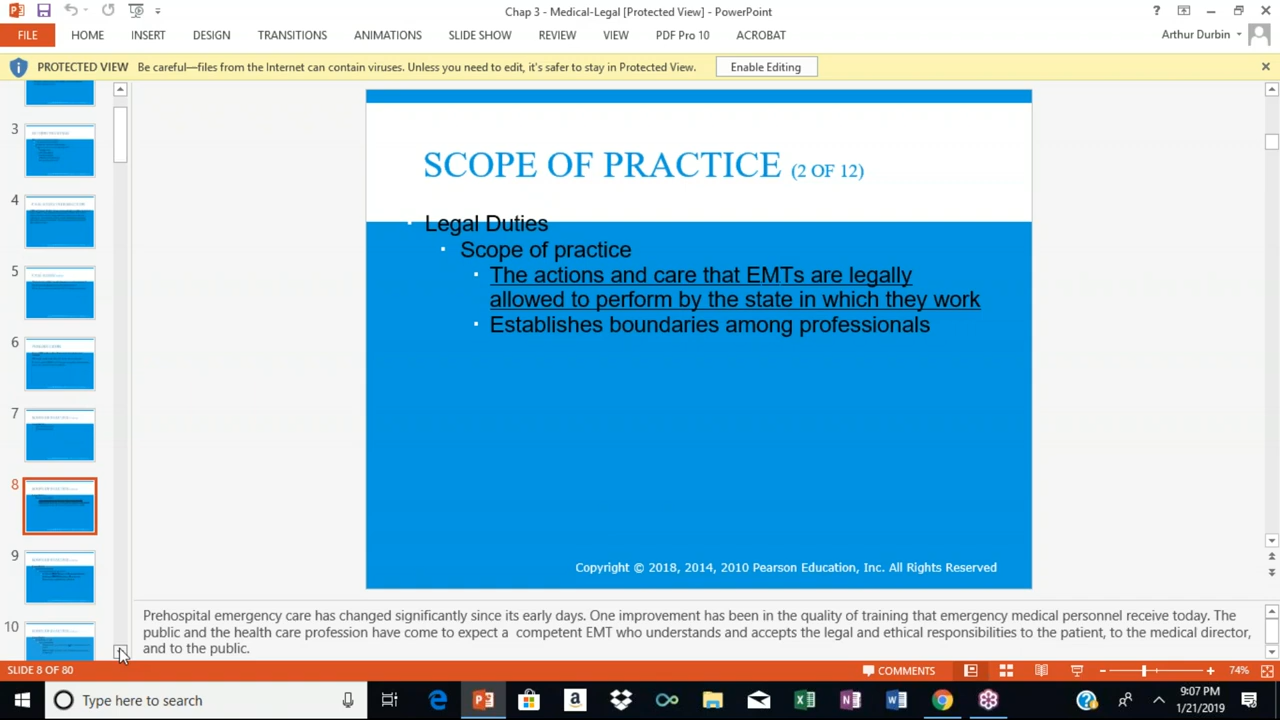 Chap 3 - Medical-Legal [Protected View] - PowerPoint
?
FILE HOME INSERT DESIGN TRANSITIONS ANIMATIONS SLIDE SHOW REVIEW VIEW PDF Pro 10 ACROBAT Arthur Durbin
PROTECTED VIEW Be careful—files from the Internet can contain viruses. Unless you need to edit, it's safer to stay in Protected View. Enable Editing
3
4
5
6
7
8
9
10
SCOPE OF PRACTICE (2 OF 12)
Legal Duties
Scope of practice
The actions and care that EMTs are legally
allowed to perform by the state in which they work
Establishes boundaries among professionals
Copyright © 2018, 2014, 2010 Pearson Education, Inc. All Rights Reserved
Prehospital emergency care has changed significantly since its early days. One improvement has been in the quality of training that emergency medical personnel receive today. The
public and the health care profession have come to expect a competent EMT who understands and accepts the legal and ethical responsibilities to the patient, to the medical director,
and to the public.
SLIDE 8 OF 80 COMMENTS 74%
Type here to search
9:07 PM
1/21/2019